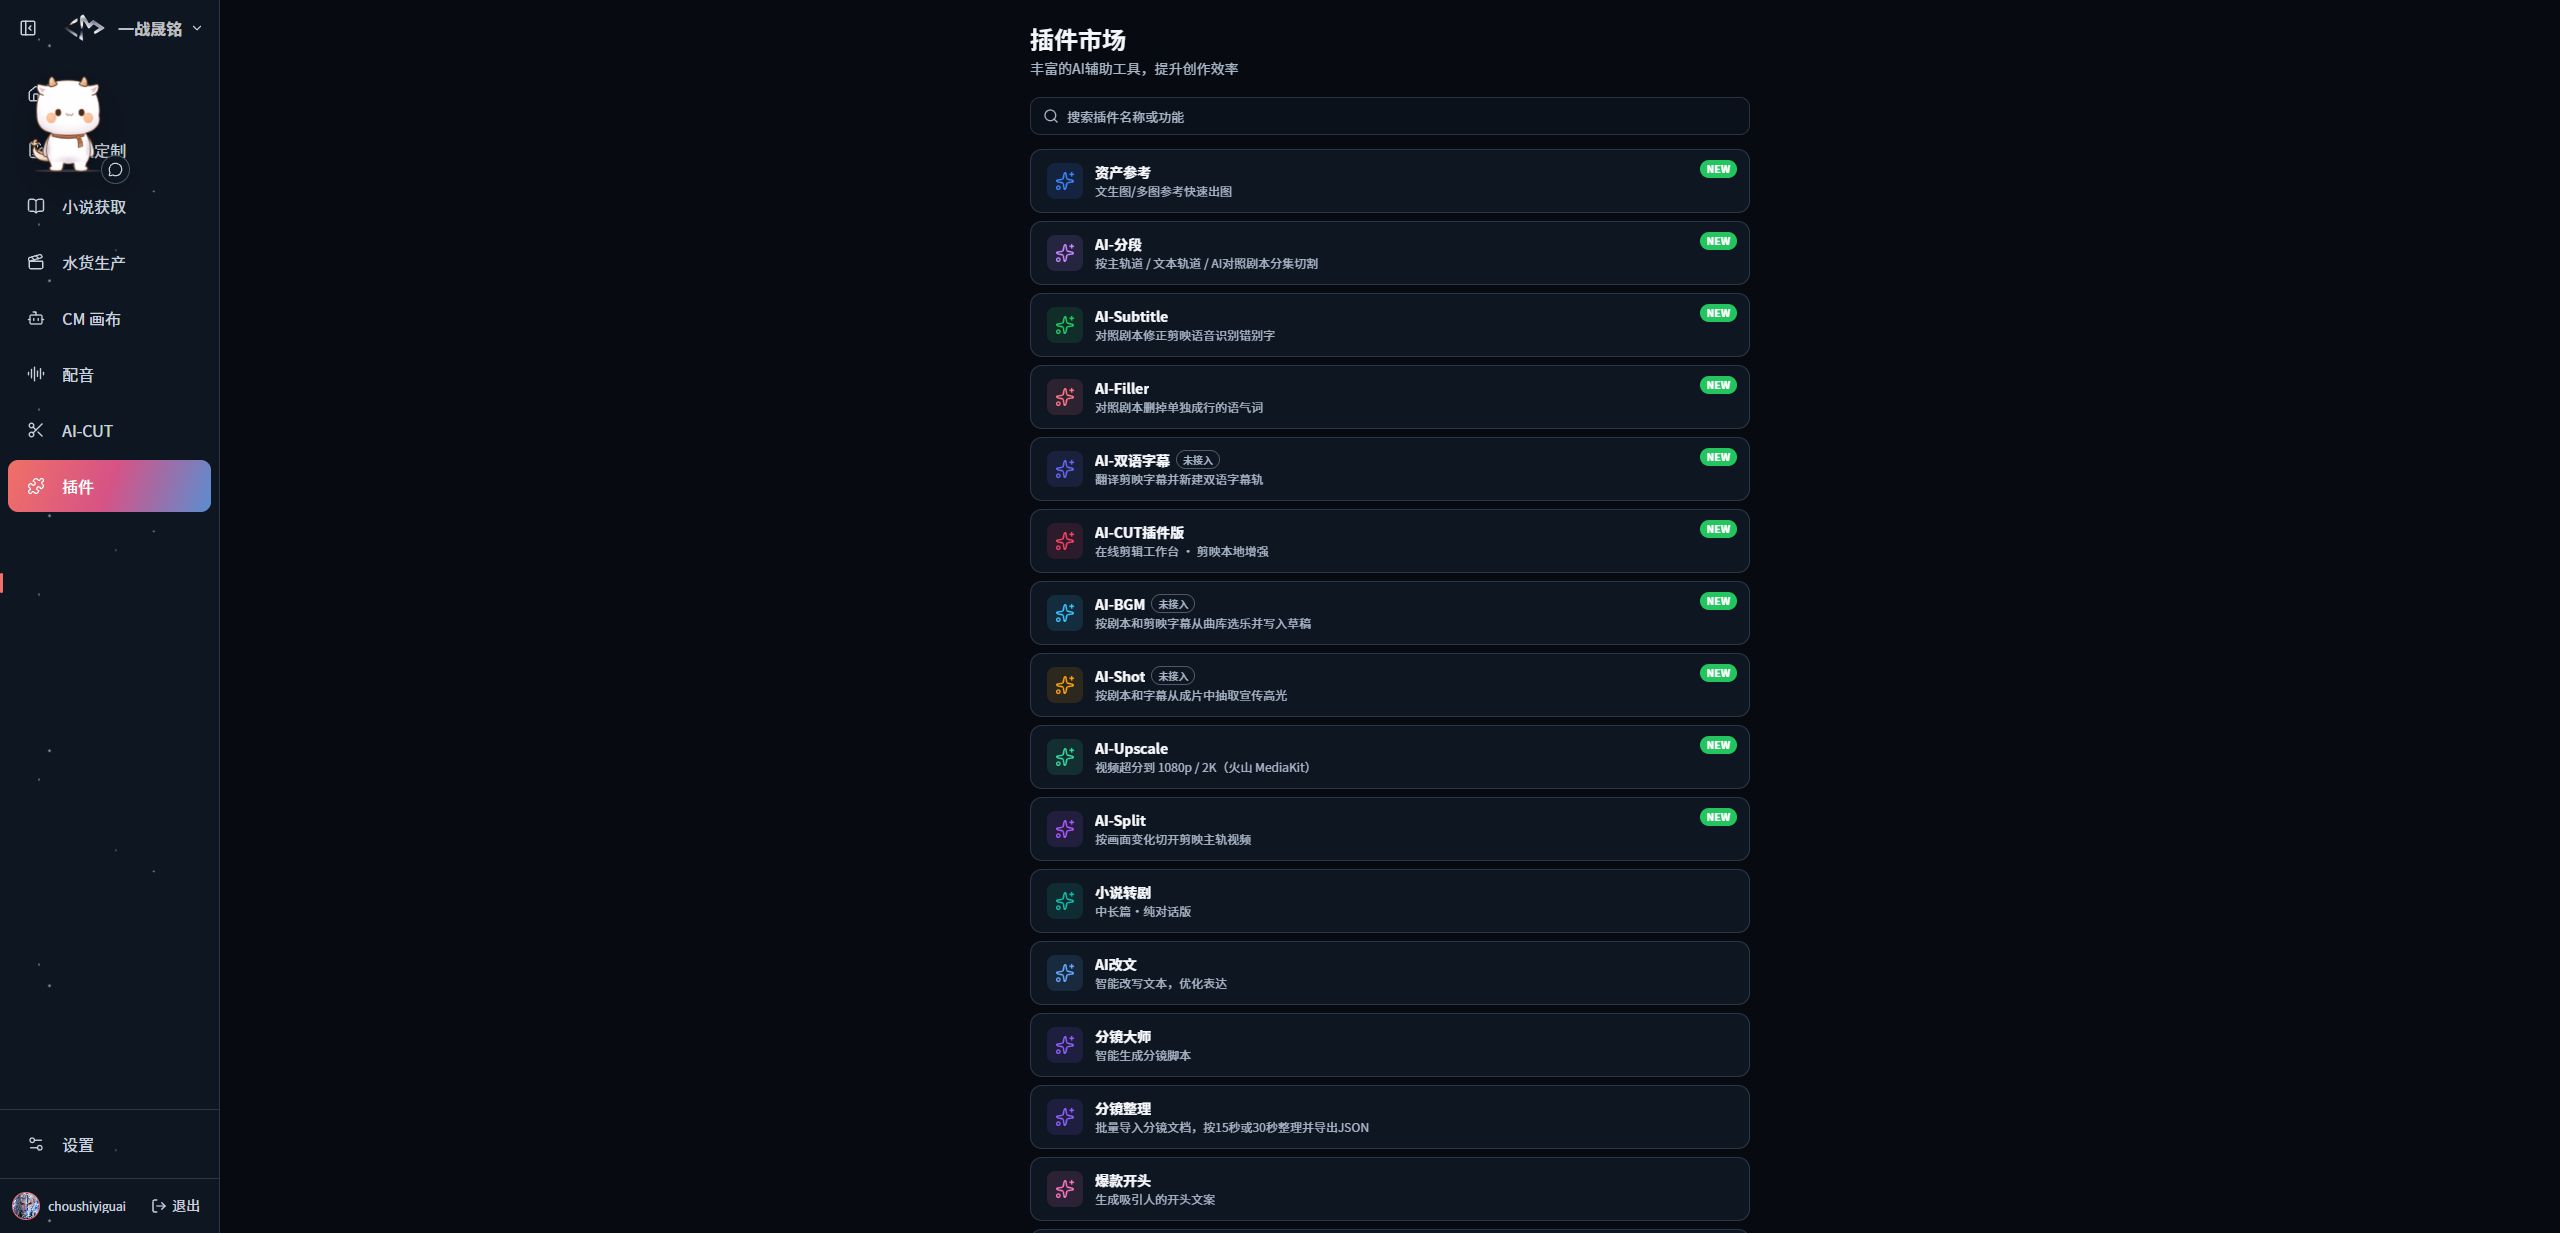 一战晟铭
定制
小说获取
水货生产
CM 画布
配音
AI-CUT
插件
设置
choushiyiguai
退出
插件市场
丰富的AI辅助工具，提升创作效率
搜索插件名称或功能
资产参考
NEW
文生图/多图参考快速出图
AI-分段
NEW
按主轨道 / 文本轨道 / AI对照剧本分集切割
AI-Subtitle
NEW
对照剧本修正剪映语音识别错别字
AI-Filler
NEW
对照剧本删掉单独成行的语气词
AI-双语字幕 未接入
NEW
翻译剪映字幕并新建双语字幕轨
AI-CUT插件版
NEW
在线剪辑工作台 · 剪映本地增强
AI-BGM 未接入
NEW
按剧本和剪映字幕从曲库选乐并写入草稿
AI-Shot 未接入
NEW
按剧本和字幕从成片中抽取宣传高光
AI-Upscale
NEW
视频超分到 1080p / 2K（火山 MediaKit）
AI-Split
NEW
按画面变化切开剪映主轨视频
小说转剧
中长篇·纯对话版
AI改文
智能改写文本，优化表达
分镜大师
智能生成分镜脚本
分镜整理
批量导入分镜文档，按15秒或30秒整理并导出JSON
爆款开头
生成吸引人的开头文案